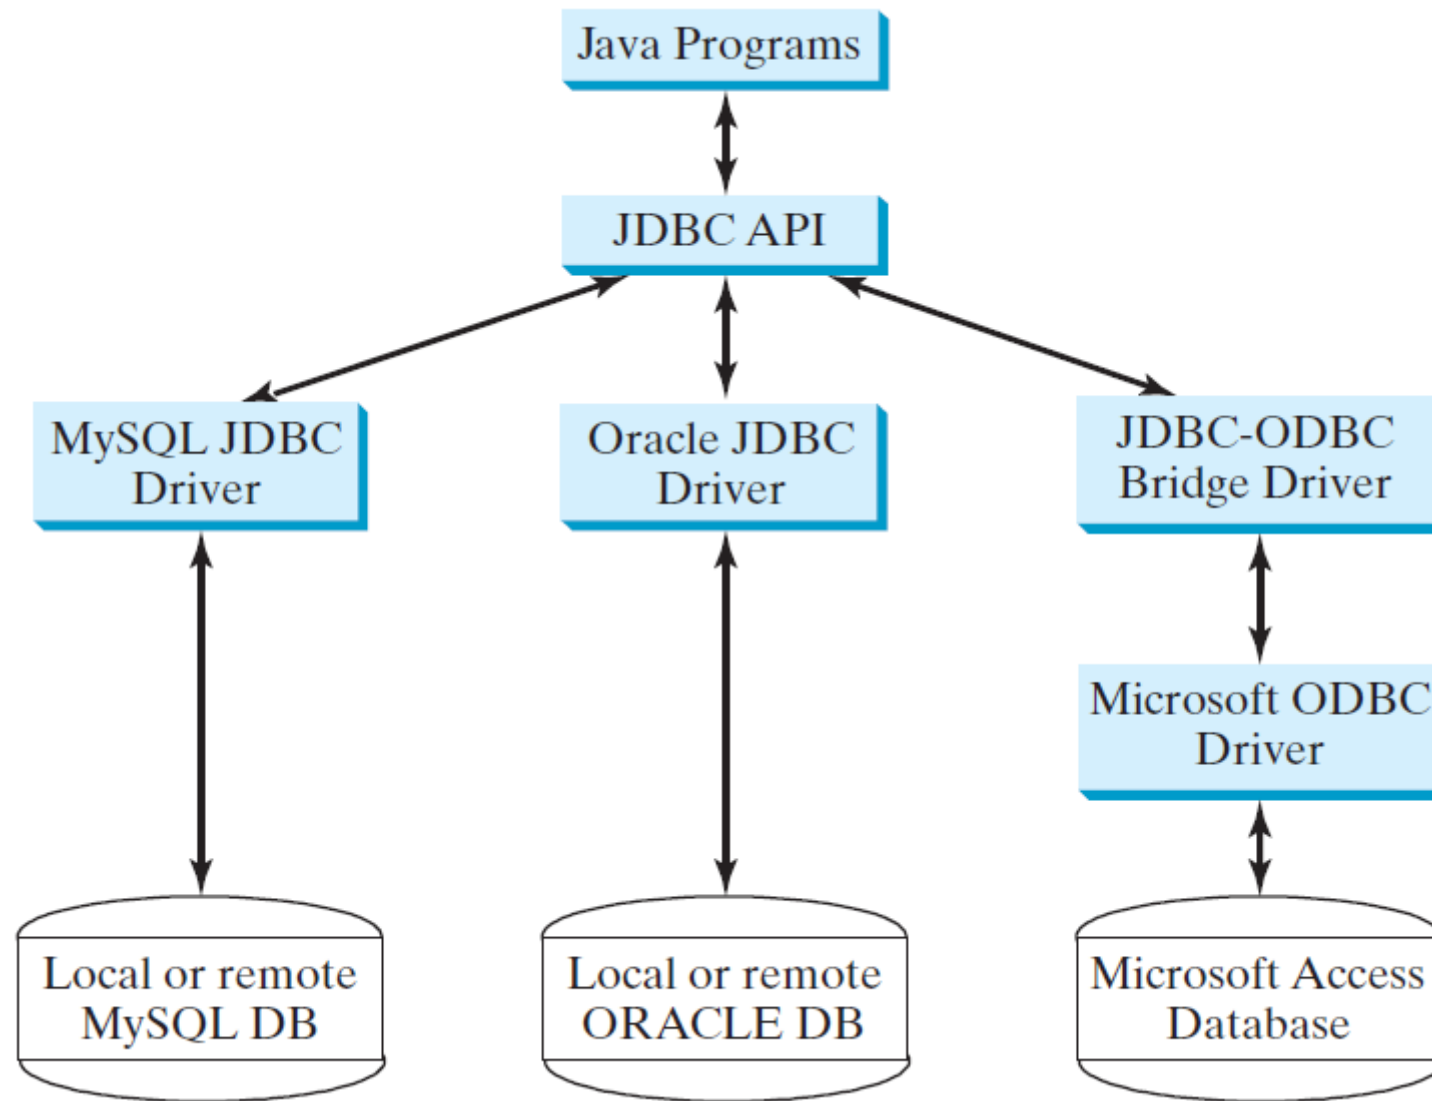 Java Programs
JDBC API
MySQL JDBC
Driver
Oracle JDBC
Driver
JDBC-ODBC
Bridge Driver
Microsoft ODBC
Driver
Local or remote
MySQL DB
Local or remote
ORACLE DB
Microsoft Access
Database